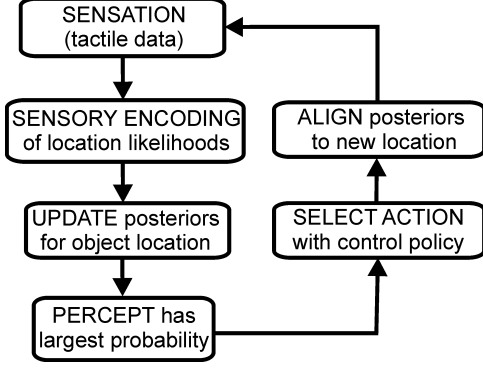 SENSATION
(tactile data)
SENSORY ENCODING
of location likelihoods
UPDATE posteriors
for object location
PERCEPT has
largest probability
SELECT ACTION
with control policy
ALIGN posteriors
to new location